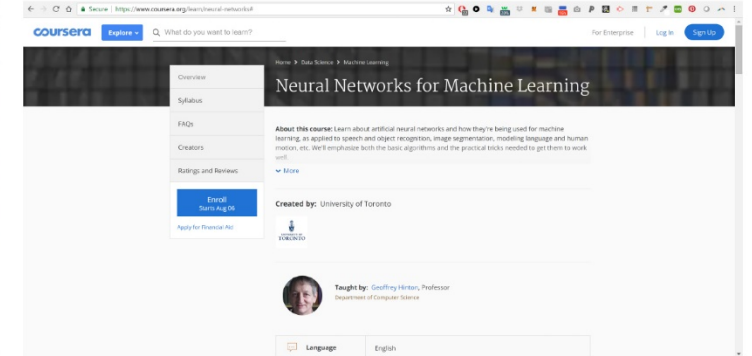 Secure | https://www.coursera.org/learn/neural-networks#
coursera Explore What do you want to learn? For Enterprise Log In Sign Up
Home > Data Science > Machine Learning
Neural Networks for Machine Learning
Overview
Syllabus
FAQs
Creators
Ratings and Reviews
Enroll
Starts Aug 06
Apply for Financial Aid
About this course: Learn about artificial neural networks and how they're being used for machine
learning, as applied to speech and object recognition, image segmentation, modeling language and human
motion, etc. We'll emphasize both the basic algorithms and the practical tricks needed to get them to work
well.
More
Created by: University of Toronto
UNIVERSITY OF
TORONTO
Taught by: Geoffrey Hinton, Professor
Department of Computer Science
Language English